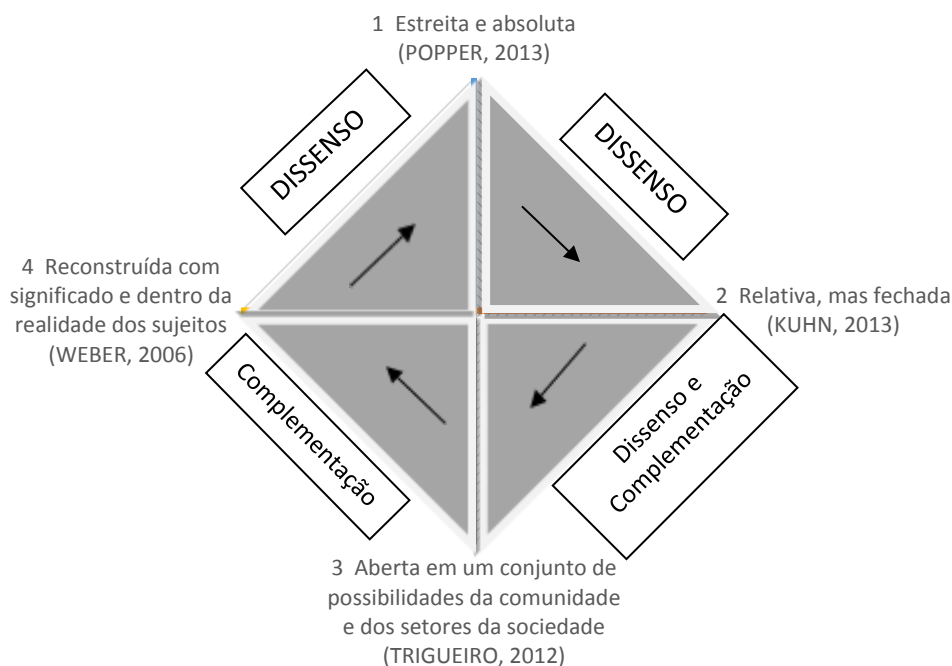 1 Estreita e absoluta
(POPPER, 2013)
DISSENSO
DISSENSO
4 Reconstruída com
significado e dentro da
realidade dos sujeitos
(WEBER, 2006)
2 Relativa, mas fechada
(KUHN, 2013)
Complementação
Dissenso e
Complementação
3 Aberta em um conjunto de
possibilidades da comunidade
e dos setores da sociedade
(TRIGUEIRO, 2012)